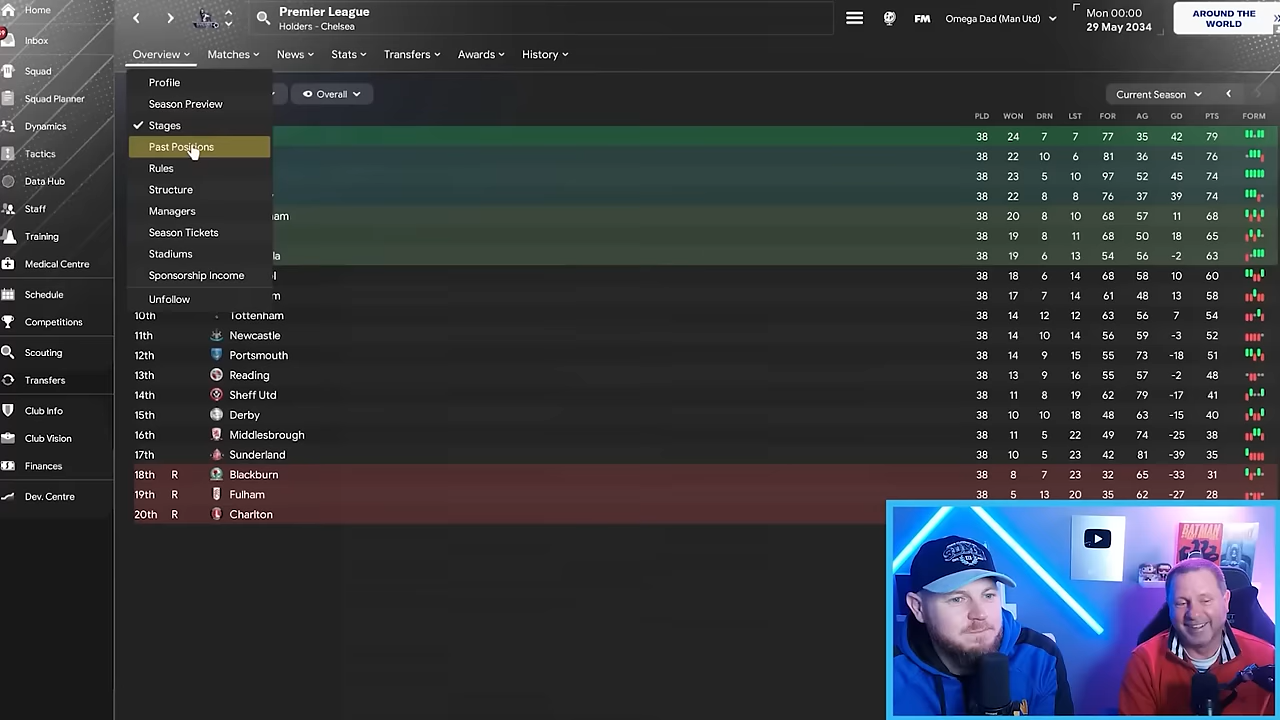 Home
Premier League
Holders - Chelsea
FM
Omega Ltd (Man Utd)
Mon 00:00
29 May 2034
AROUND THE
WORLD
Inbox
Squad
Squad Planner
Dynamics
Tactics
Data Hub
Staff
Training
Medical Centre
Schedule
Competitions
Scouting
Transfers
Club Info
Club Vision
Finances
Dev. Centre
Overview
Matches
News
Stats
Transfers
Awards
History
Profile
Season Preview
Stages
Past Positions
Rules
Structure
Managers
Season Tickets
Stadiums
Sponsorship Income
Unfollow
Overall
Current Season
PLD WON DRN LST FOR AG GD PTS FORM
38 24 7 7 77 35 42 79
38 22 10 6 81 36 45 76
38 23 5 10 97 52 45 74
38 22 8 8 76 37 39 74
am 38 20 8 10 68 57 11 68
38 19 8 11 68 50 18 65
la 38 19 6 13 54 56 -2 63
l 38 18 6 14 68 58 10 60
m 38 17 7 14 61 48 13 58
10th Tottenham 38 14 12 12 63 56 7 54
11th Newcastle 38 14 10 14 56 59 -3 52
12th Portsmouth 38 14 9 15 55 73 -18 51
13th Reading 38 13 9 16 55 57 -2 48
14th Sheff Utd 38 11 8 19 62 79 -17 41
15th Derby 38 10 10 18 48 63 -15 40
16th Middlesbrough 38 11 5 22 49 74 -25 38
17th Sunderland 38 10 5 23 42 81 -39 35
18th R Blackburn 38 8 7 23 32 65 -33 31
19th R Fulham 38 5 13 20 35 62 -27 28
20th R Charlton
BATMAN